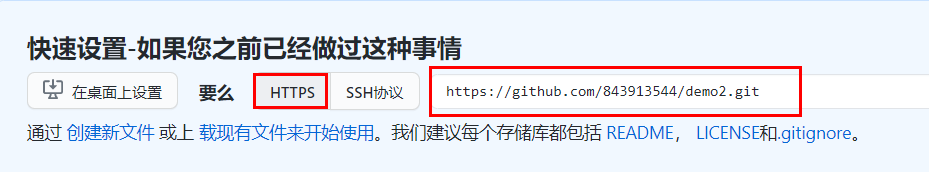 快速设置-如果您之前已经做过这种事情
在桌面上设置 要么 HTTPS SSH协议 https://github.com/843913544/demo2.git
通过 创建新文件 或上 载现有文件来开始使用。我们建议每个存储库都包括 README， LICENSE和.gitignore。